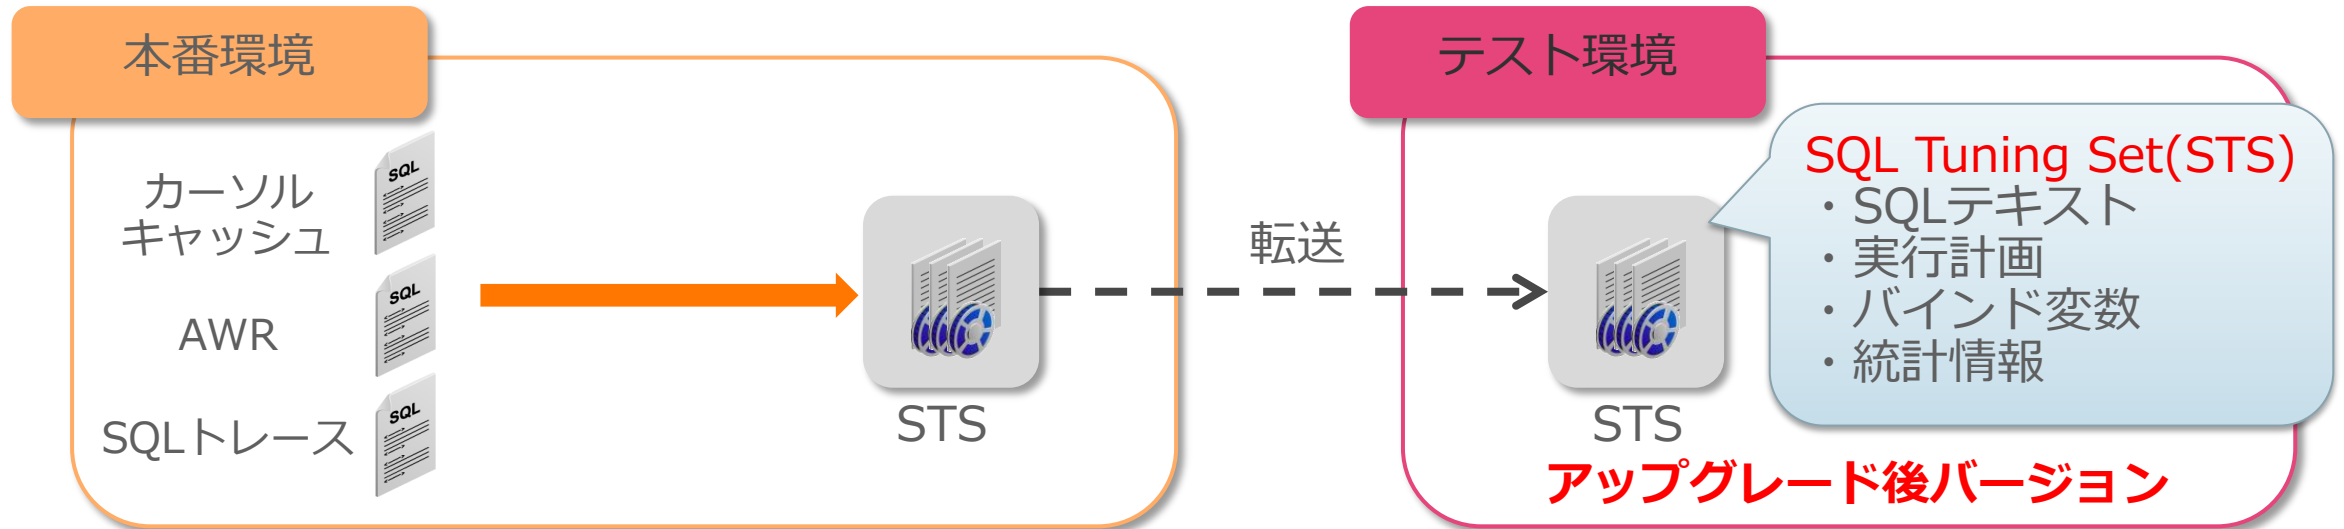 本番環境
カーソル
キャッシュ
SQL
AWR
SQL
SQLトレース
SQL
STS
転送
テスト環境
STS
SQL Tuning Set(STS)
・SQLテキスト
・実行計画
・バインド変数
・統計情報
アップグレード後バージョン